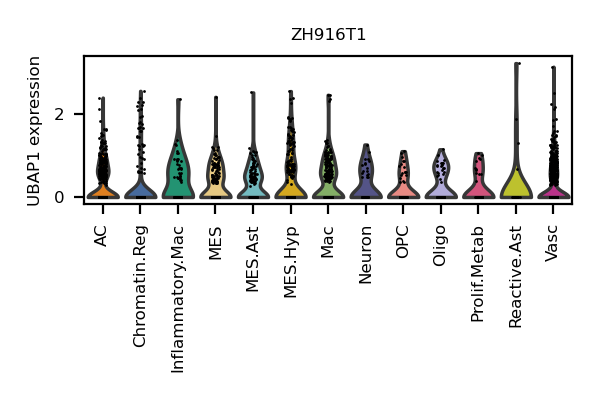 ZH916T1
UBAP1 expression
2
0
AC
Chromatin.Reg
Inflammatory.Mac
MES
MES.Ast
MES.Hyp
Mac
Neuron
OPC
Oligo
Prolif.Metab
Reactive.Ast
Vasc